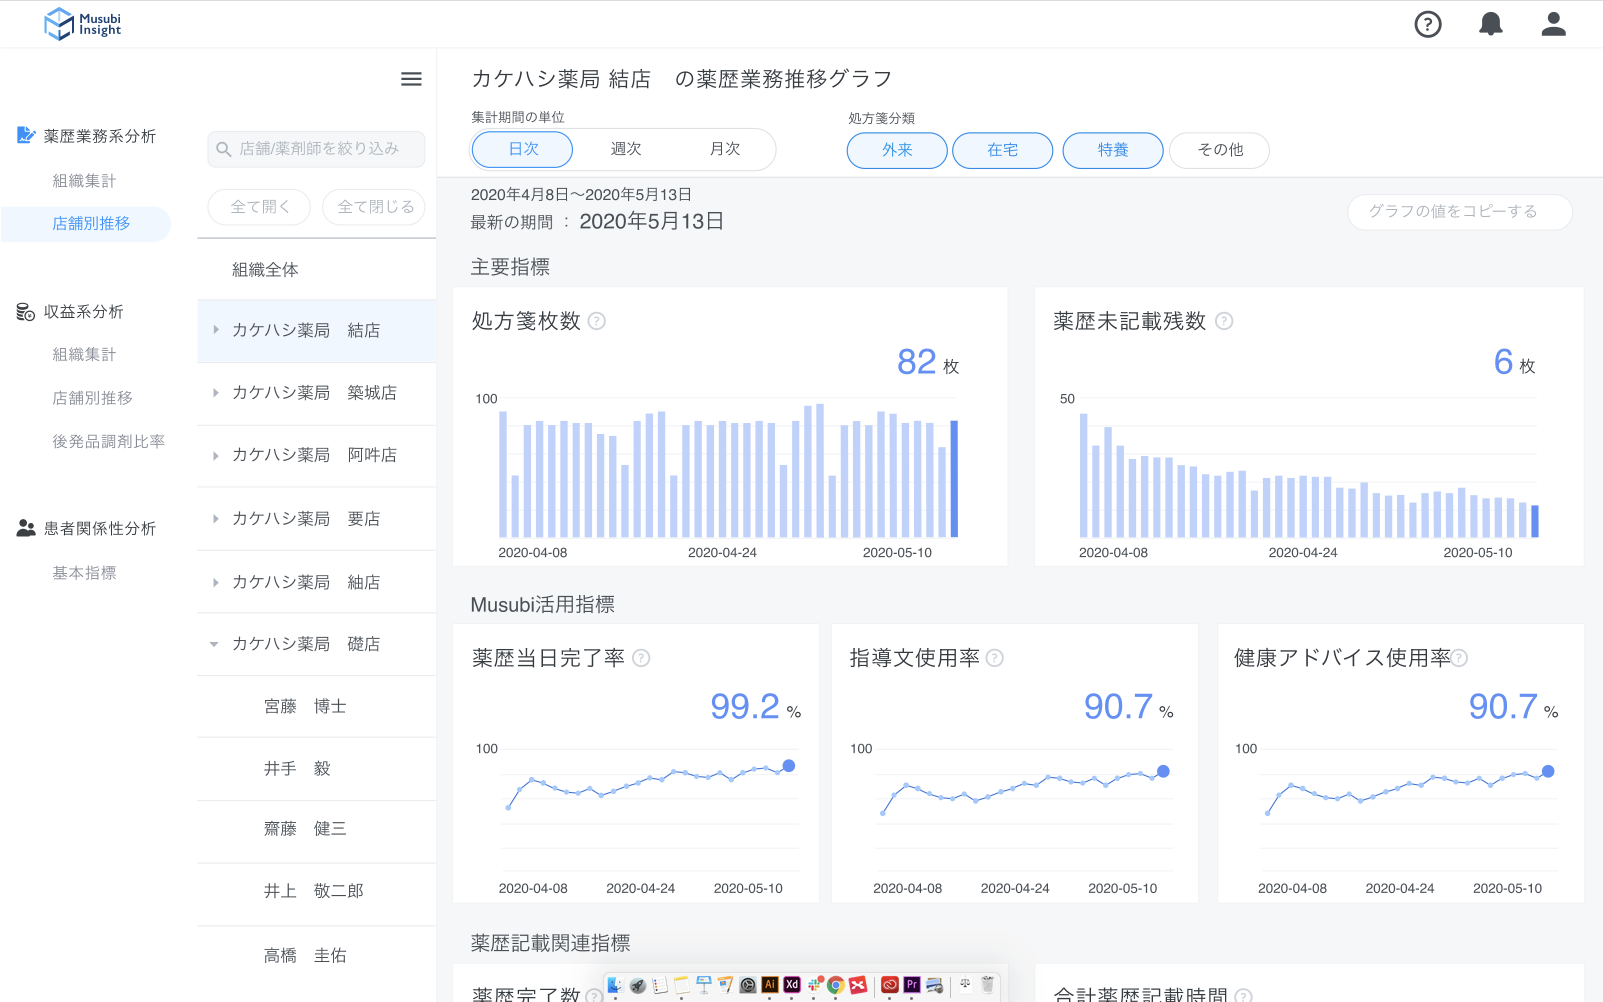 Musubi
Insight
薬歴業務系分析
組織集計
店舗別推移
収益系分析
組織集計
店舗別推移
後発品調剤比率
患者関係性分析
基本指標
店舗/薬剤師を絞り込み
全て開く
全て閉じる
組織全体
カケハシ薬局 結店
カケハシ薬局 築城店
カケハシ薬局 阿吽店
カケハシ薬局 要店
カケハシ薬局 紬店
カケハシ薬局 礎店
宮藤 博士
井手 毅
齋藤 健三
井上 敬二郎
高橋 圭佑
カケハシ薬局 結店 の薬歴業務推移グラフ
集計期間の単位
日次 週次 月次
処方箋分類
外来 在宅 特養 その他
2020年4月8日〜2020年5月13日
最新の期間 : 2020年5月13日
グラフの値をコピーする
主要指標
処方箋枚数 ?
82 枚
100
2020-04-08 2020-04-24 2020-05-10
薬歴未記載残数 ?
6 枚
50
2020-04-08 2020-04-24 2020-05-10
Musubi活用指標
薬歴当日完了率 ?
99.2 %
100
2020-04-08 2020-04-24 2020-05-10
指導文使用率 ?
90.7 %
100
2020-04-08 2020-04-24 2020-05-10
健康アドバイス使用率 ?
90.7 %
100
2020-04-08 2020-04-24 2020-05-10
薬歴記載関連指標
薬歴完了数 ?
Ai Xd Pr
合計薬歴記載時間 ?